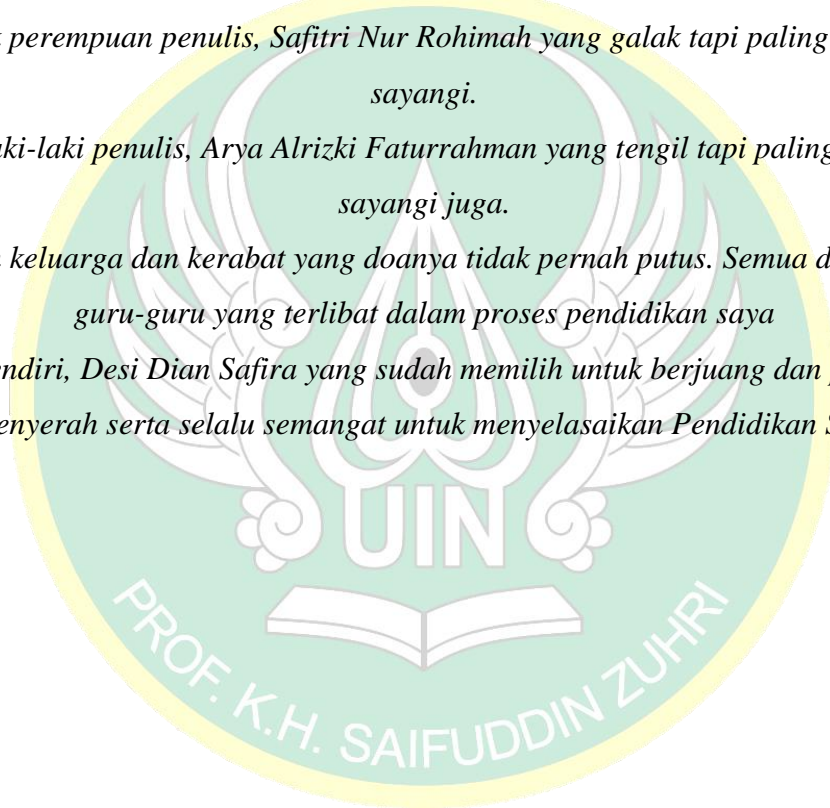 perempuan penulis, Safitri Nur Rohimah yang galak tapi paling
sayangi.
aki-laki penulis, Arya Alrizki Faturrahman yang tengil tapi paling
sayangi juga.
keluarga dan kerabat yang doanya tidak pernah putus. Semua d
guru-guru yang terlibat dalam proses pendidikan saya
endiri, Desi Dian Safira yang sudah memilih untuk berjuang dan
enyerah serta selalu semangat untuk menyelasaikan Pendidikan S
UIN
PROF. K.H. SAIFUDDIN ZUHRI